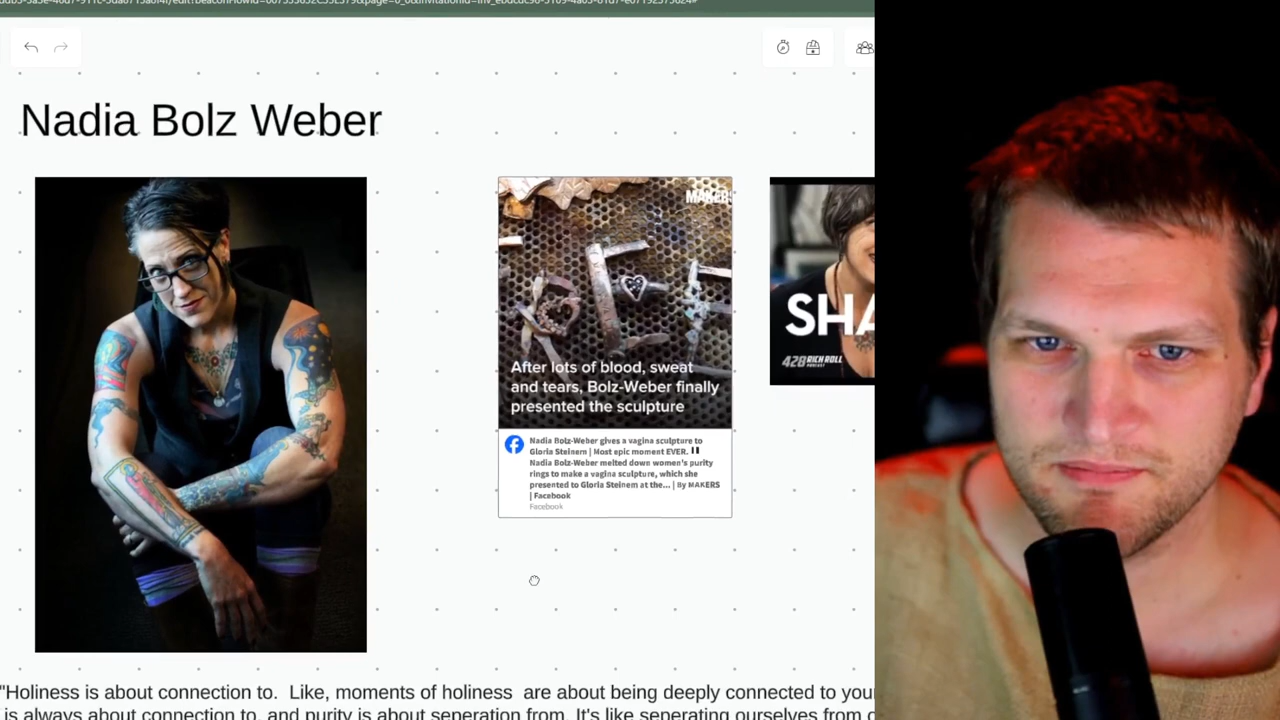 Nadia Bolz Weber
MAKERS
After lots of blood, sweat
and tears, Bolz-Weber finally
presented the sculpture
Nadia Bolz-Weber gives a vagina sculpture to
Gloria Steinem | Most epic moment EVER.
Nadia Bolz-Weber melted down women's purity
rings to make a vagina sculpture, which she
presented to Gloria Steinem at the... | By MAKERS
| Facebook
Facebook
SHA
428 RICH ROLL
PODCAST
"Holiness is about connection to. Like, moments of holiness are about being deeply connected to your
is always about connection to, and purity is about seperation from. It's like seperating ourselves from